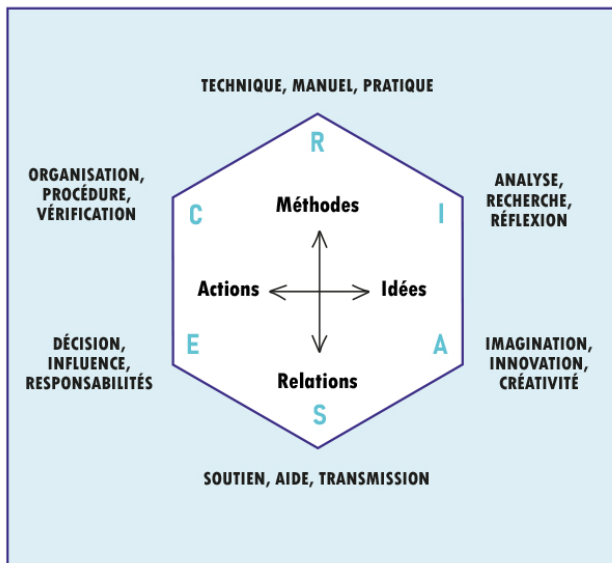 TECHNIQUE, MANUEL, PRATIQUE
R
ORGANISATION,
PROCÉDURE,
VÉRIFICATION
C
Méthodes
I
ANALYSE,
RECHERCHE,
RÉFLEXION
Actions
Idées
DÉCISION,
INFLUENCE,
RESPONSABILITÉS
E
A
IMAGINATION,
INNOVATION,
CRÉATIVITÉ
Relations
S
SOUTIEN, AIDE, TRANSMISSION